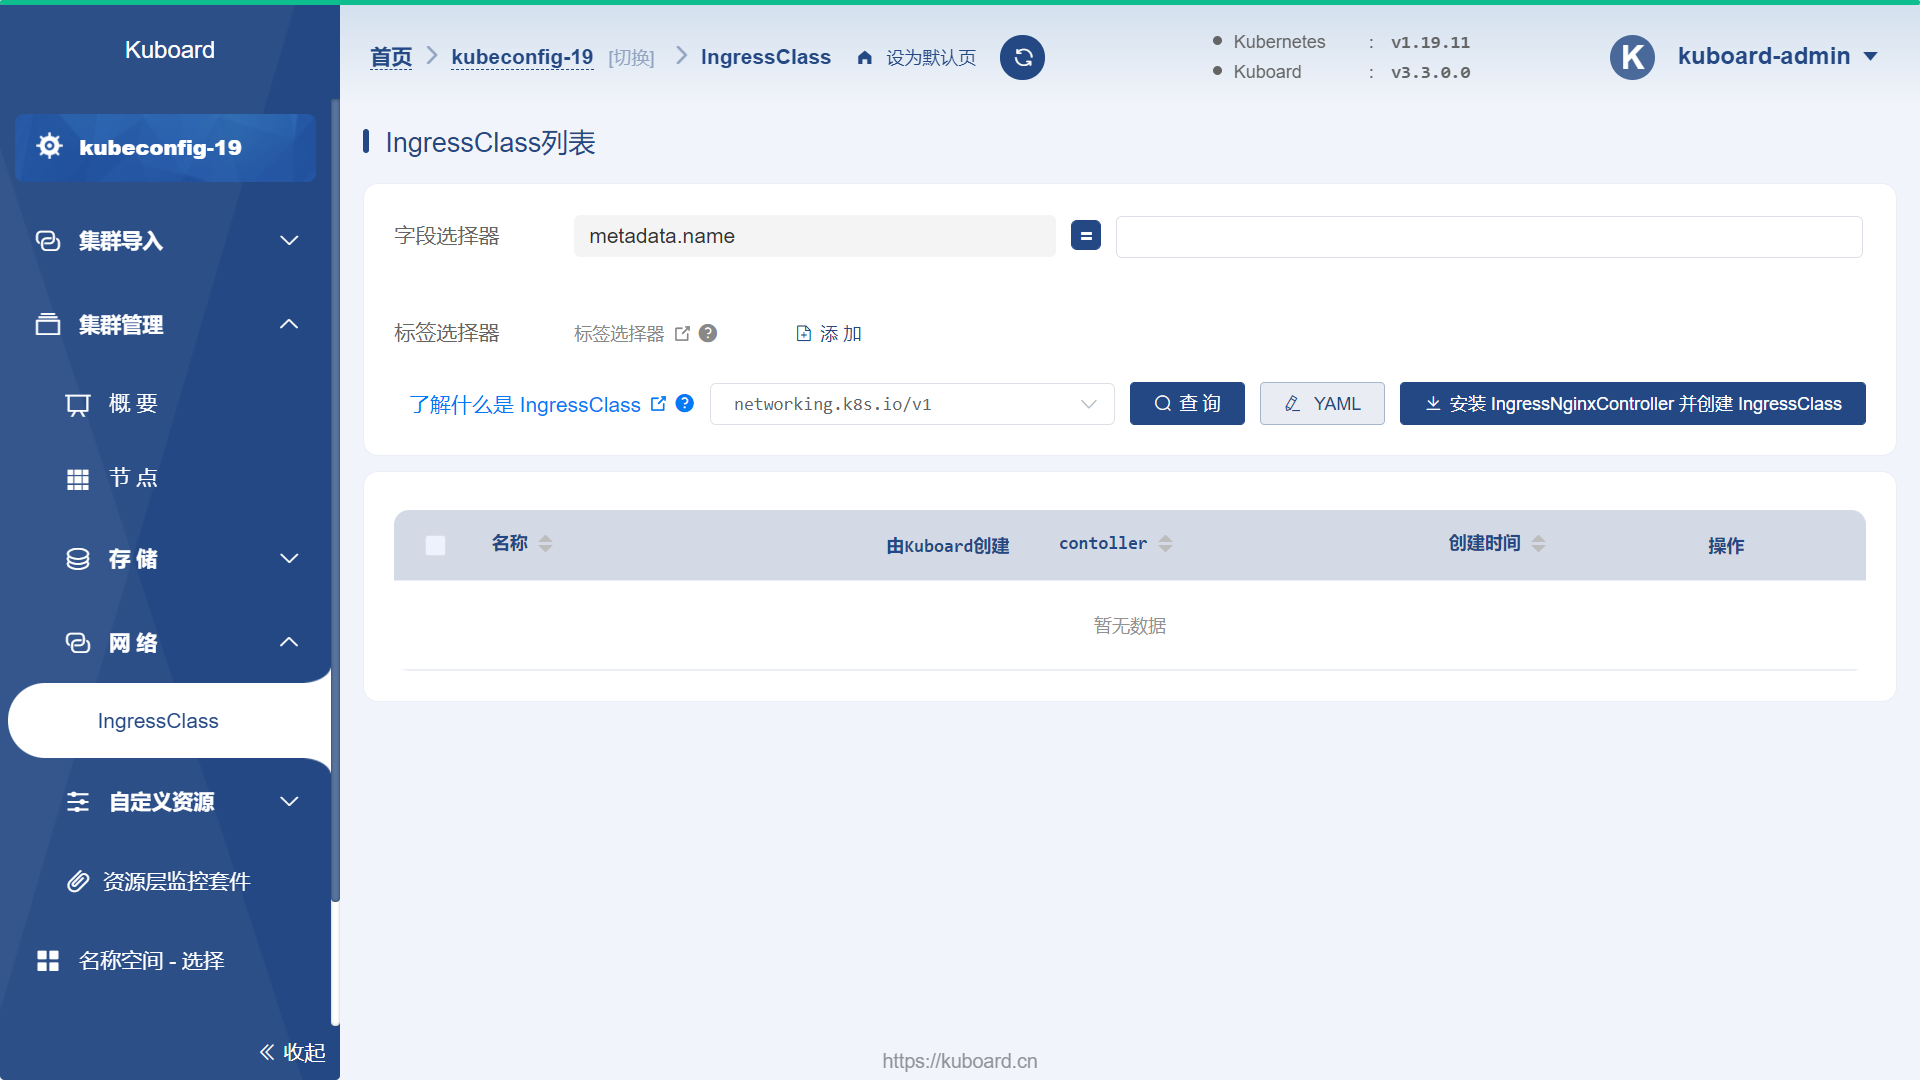 Kuboard
kubeconfig-19
集群导入
集群管理
概 要
节 点
存 储
网 络
IngressClass
自定义资源
资源层监控套件
名称空间 - 选择
收起
首页 kubeconfig-19 [切换] IngressClass 设为默认页
Kubernetes : v1.19.11
Kuboard : v3.3.0.0
K kuboard-admin
IngressClass列表
字段选择器 metadata.name =
标签选择器 标签选择器 ? 添 加
了解什么是 IngressClass ? networking.k8s.io/v1 查 询 YAML 安装 IngressNginxController 并创建 IngressClass
名称 由Kuboard创建 contoller 创建时间 操作
暂无数据
https://kuboard.cn